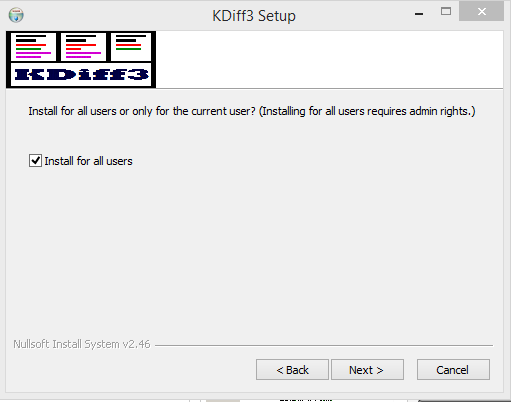 KDiff3 Setup
KDiff3
Install for all users or only for the current user? (Installing for all users requires admin rights.)
Install for all users
Nullsoft Install System v2.46
< Back
Next >
Cancel